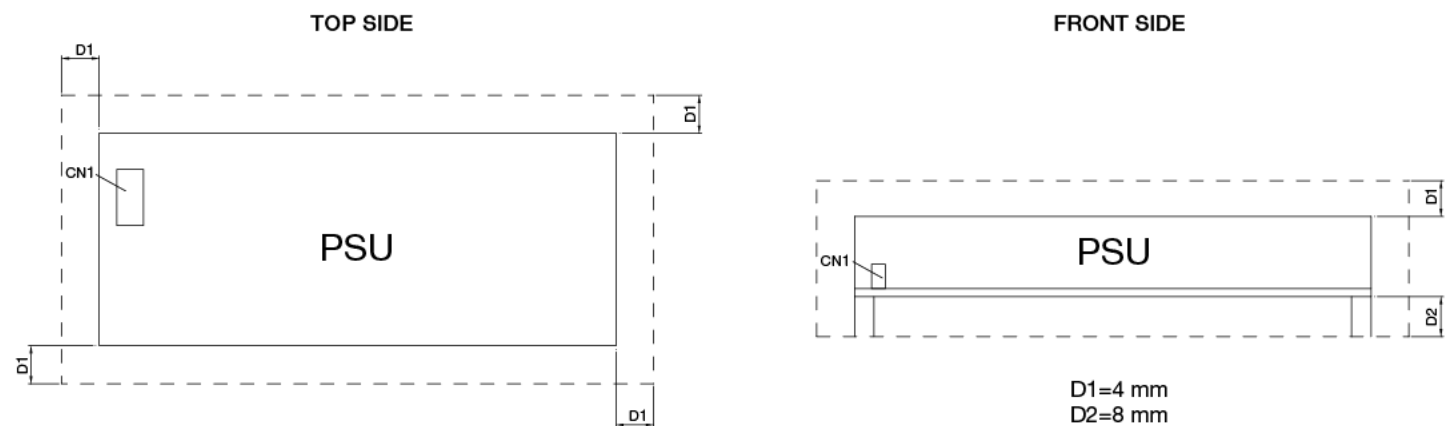 TOP SIDE
D1
D1
CN1
PSU
D1
D1
FRONT SIDE
D1
CN1
PSU
D2
D1=4 mm
D2=8 mm